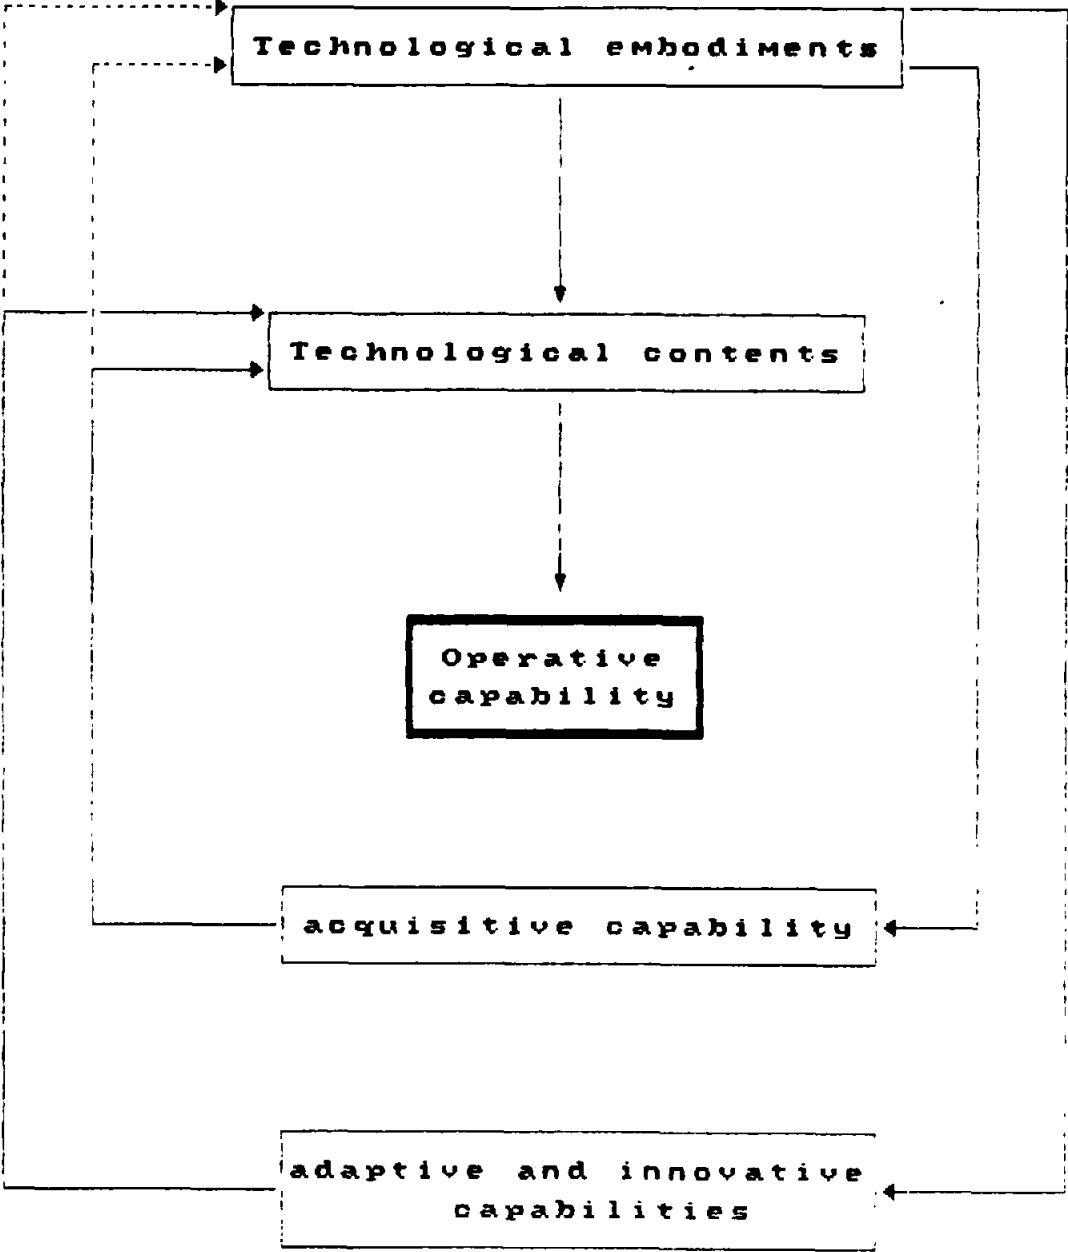 Technological embodiments
Technological contents
Operative
capability
acquisitive capability
adaptive and innovative
capabilities